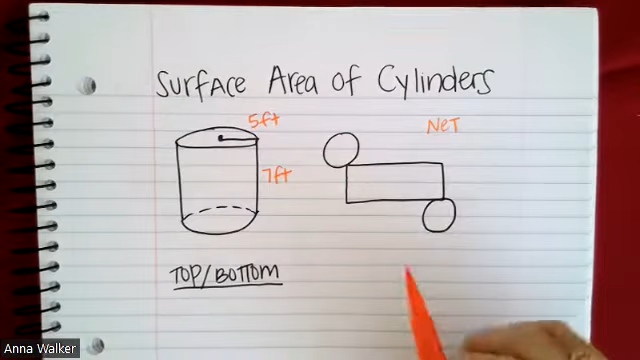 Surface Area of Cylinders
5ft
NeT
7ft
TOP/BOTTOM
Anna Walker